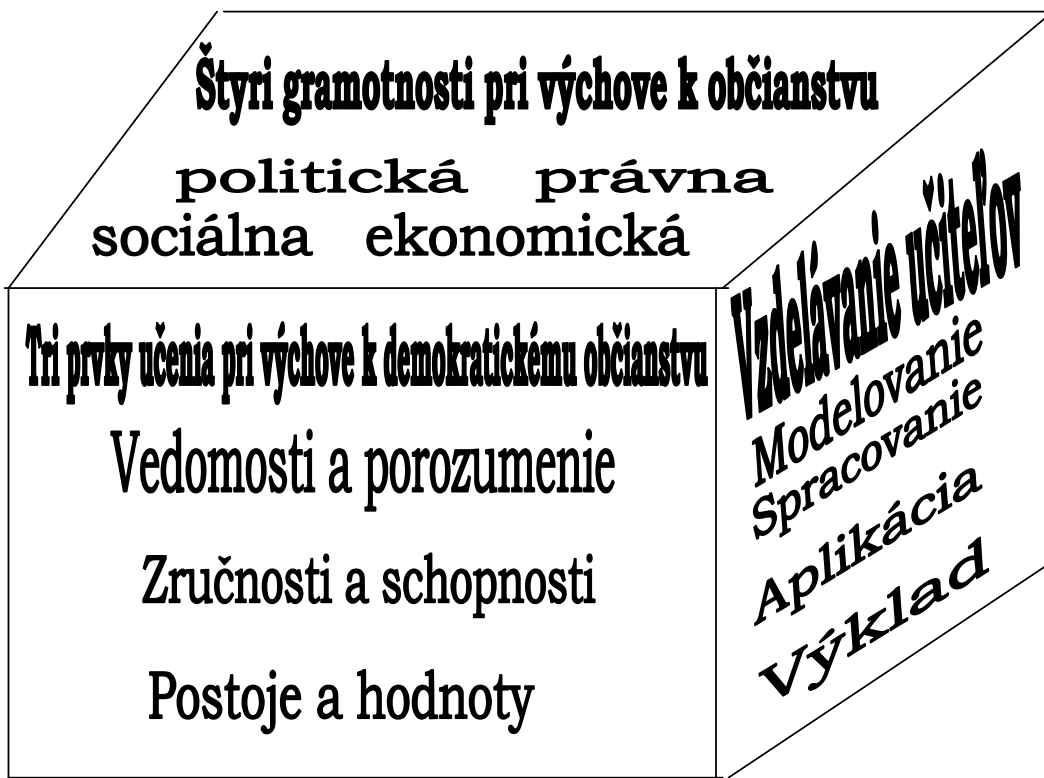 Štyri gramotnosti pri výchove k občianstvu
politická právna
sociálna ekonomická
Tri prvky učenia pri výchove k demokratickému občianstvu
Vedomosti a porozumenie
Zručnosti a schopnosti
Postoje a hodnoty
Vzdelávanie učiteľov
Modelovanie
Spracovanie
Aplikácia
Výklad